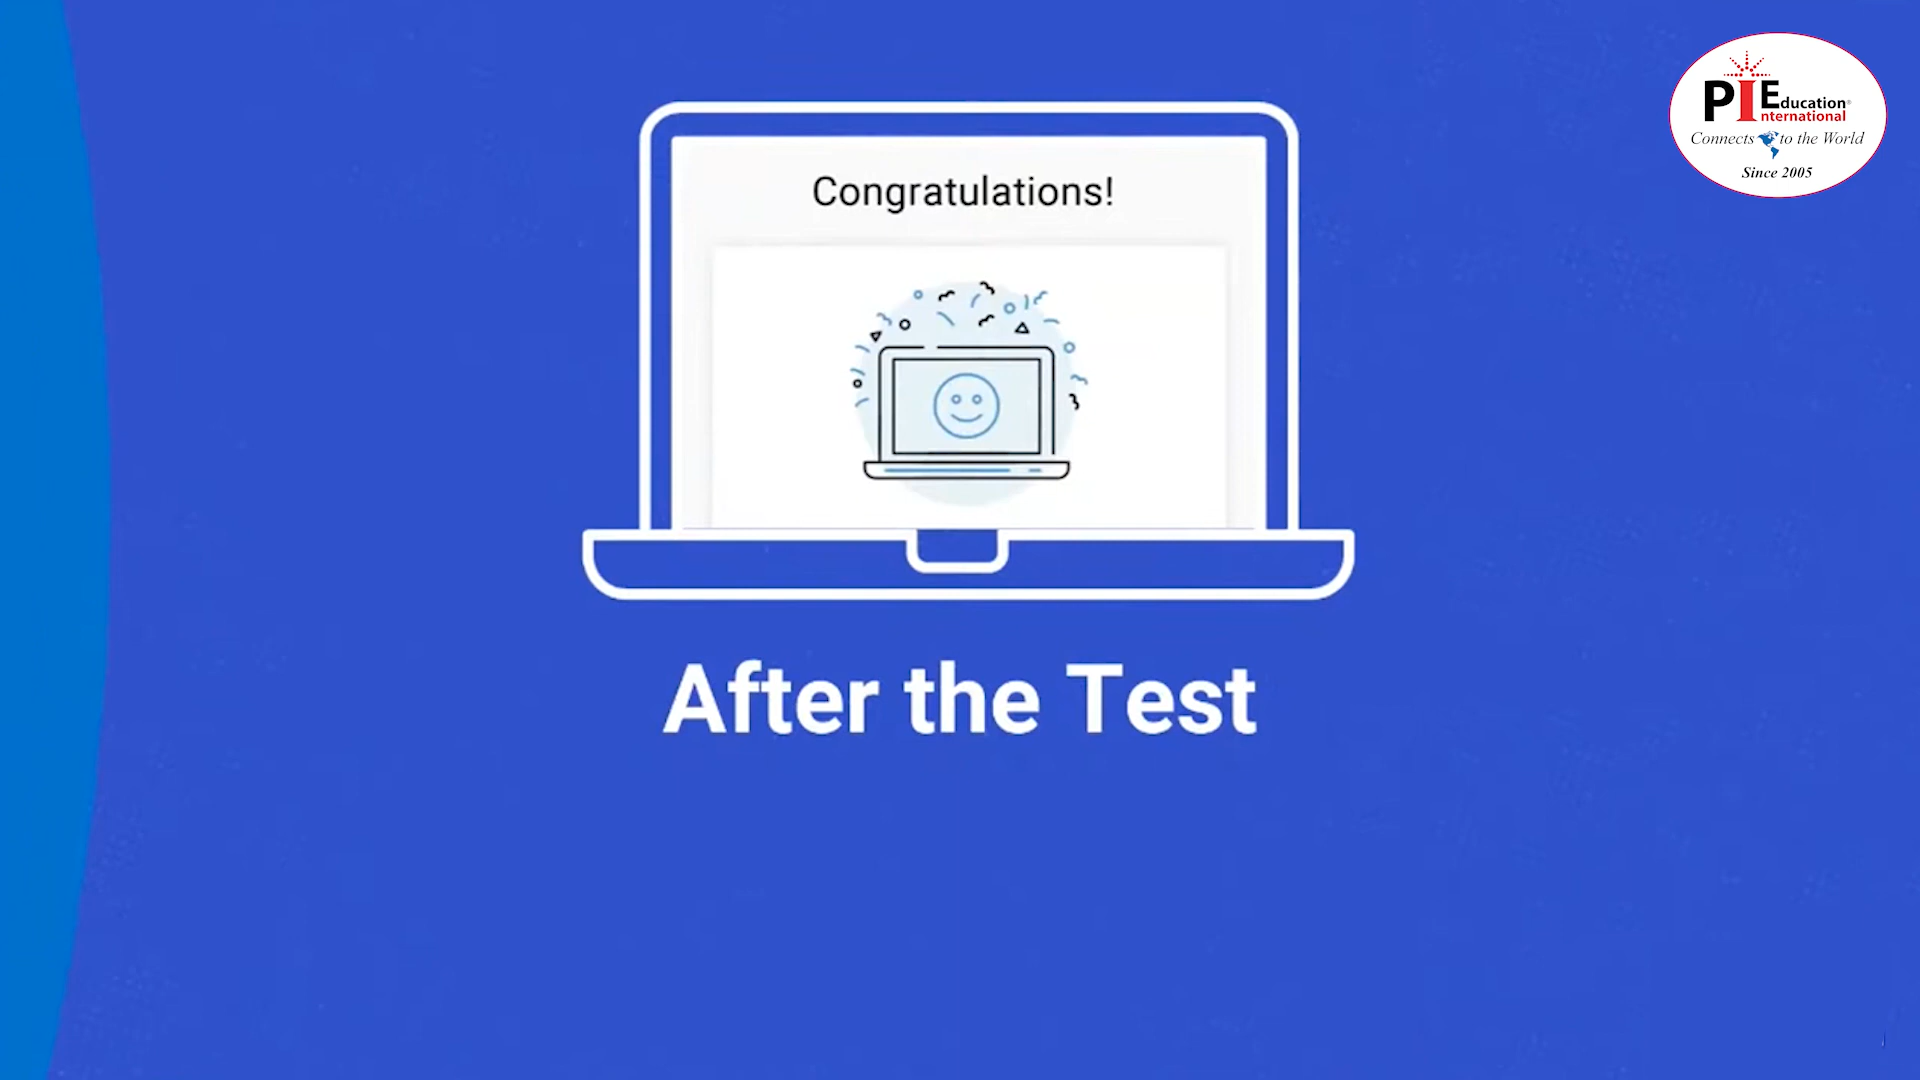 PIEducation®
International
Connects to the World
Since 2005
Congratulations!
After the Test